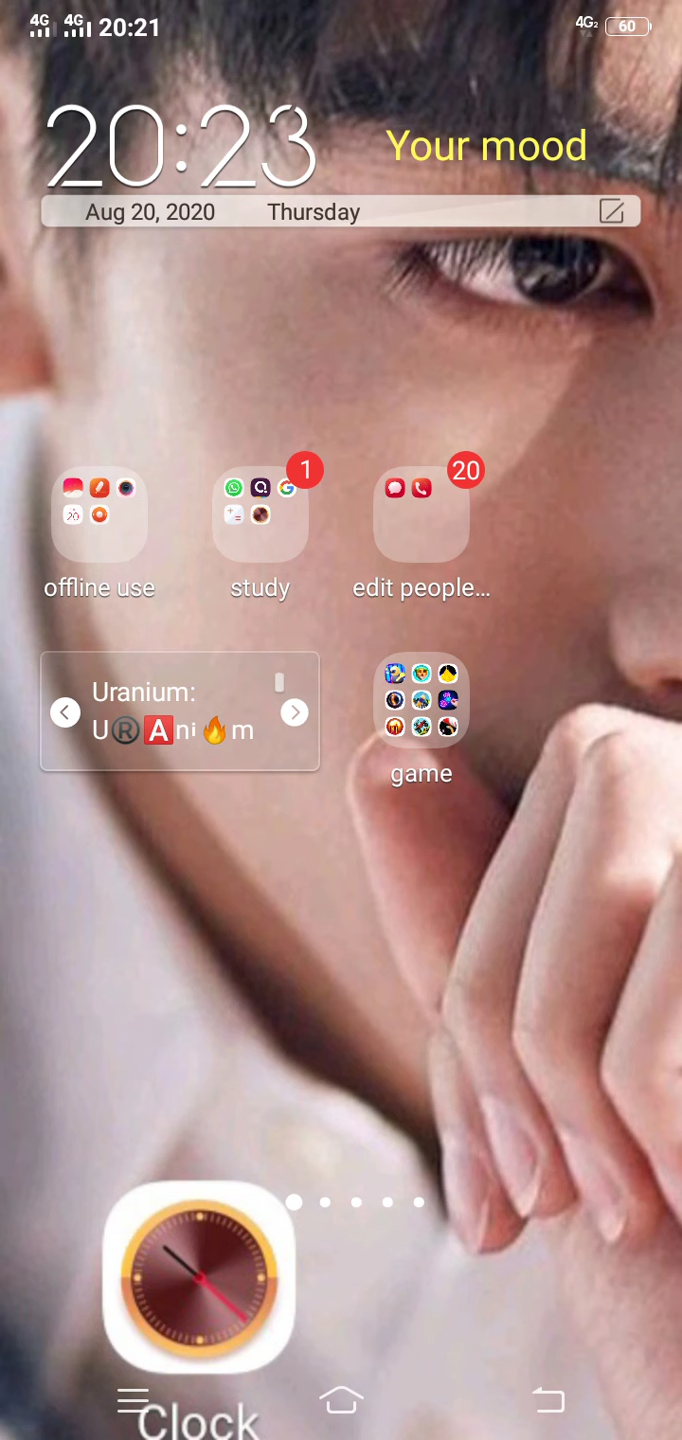 4G 4G 20:21 4G2 60
20:23 Your mood
Aug 20, 2020 Thursday
1 20
20
offline use study edit people...
Uranium:
U®️🅰️ni🔥m
game
Clock